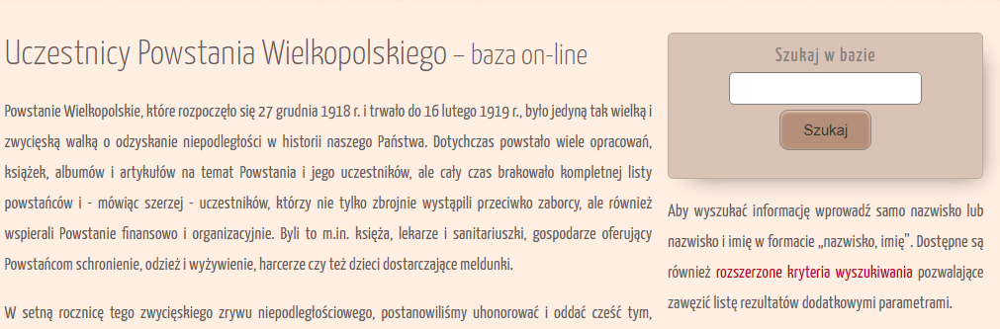 Uczestnicy Powstania Wielkopolskiego – baza on-line
Powstanie Wielkopolskie, które rozpoczęło się 27 grudnia 1918 r. i trwało do 16 lutego 1919 r., było jedyną tak wielką i
zwycięską walką o odzyskanie niepodległości w historii naszego Państwa. Dotychczas powstało wiele opracowań,
książek, albumów i artykułów na temat Powstania i jego uczestników, ale cały czas brakowało kompletnej listy
powstańców i - mówiąc szerzej - uczestników, którzy nie tylko zbrojnie wystąpili przeciwko zaborcy, ale również
wspierali Powstanie finansowo i organizacyjnie. Byli to m.in. księża, lekarze i sanitariuszki, gospodarze oferujący
Powstańcom schronienie, odzież i wyżywienie, harcerze czy też dzieci dostarczające meldunki.
W setną rocznicę tego zwycięskiego zrywu niepodległościowego, postanowiliśmy uhonorować i oddać cześć tym,
Szukaj w bazie
Szukaj
Aby wyszukać informację wprowadź samo nazwisko lub
nazwisko i imię w formacie „nazwisko, imię”. Dostępne są
również rozszerzone kryteria wyszukiwania pozwalające
zawęzić listę rezultatów dodatkowymi parametrami.